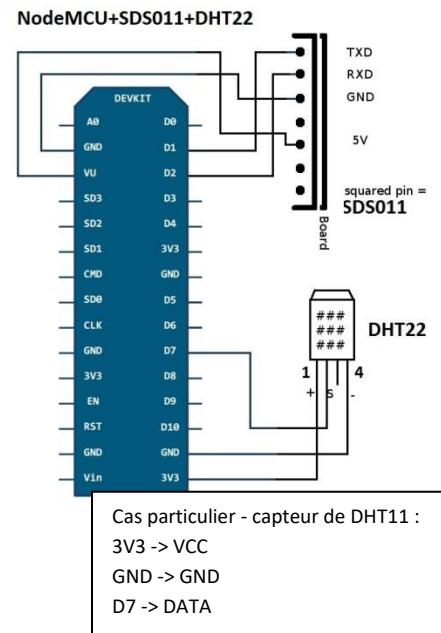 NodeMCU+SDS011+DHT22
TXD
RXD
GND
5V
squared pin =
SDS011
Board
DEVKIT
A0 D0
GND D1
VU D2
SD3 D3
SD2 D4
SD1 3V3
CMD GND
SD0 D5
CLK D6
GND D7
3V3 D8
EN D9
RST D10
GND GND
Vin 3V3
###
###
###
DHT22
1 4
+ s -
Cas particulier - capteur de DHT11 :
3V3 -> VCC
GND -> GND
D7 -> DATA